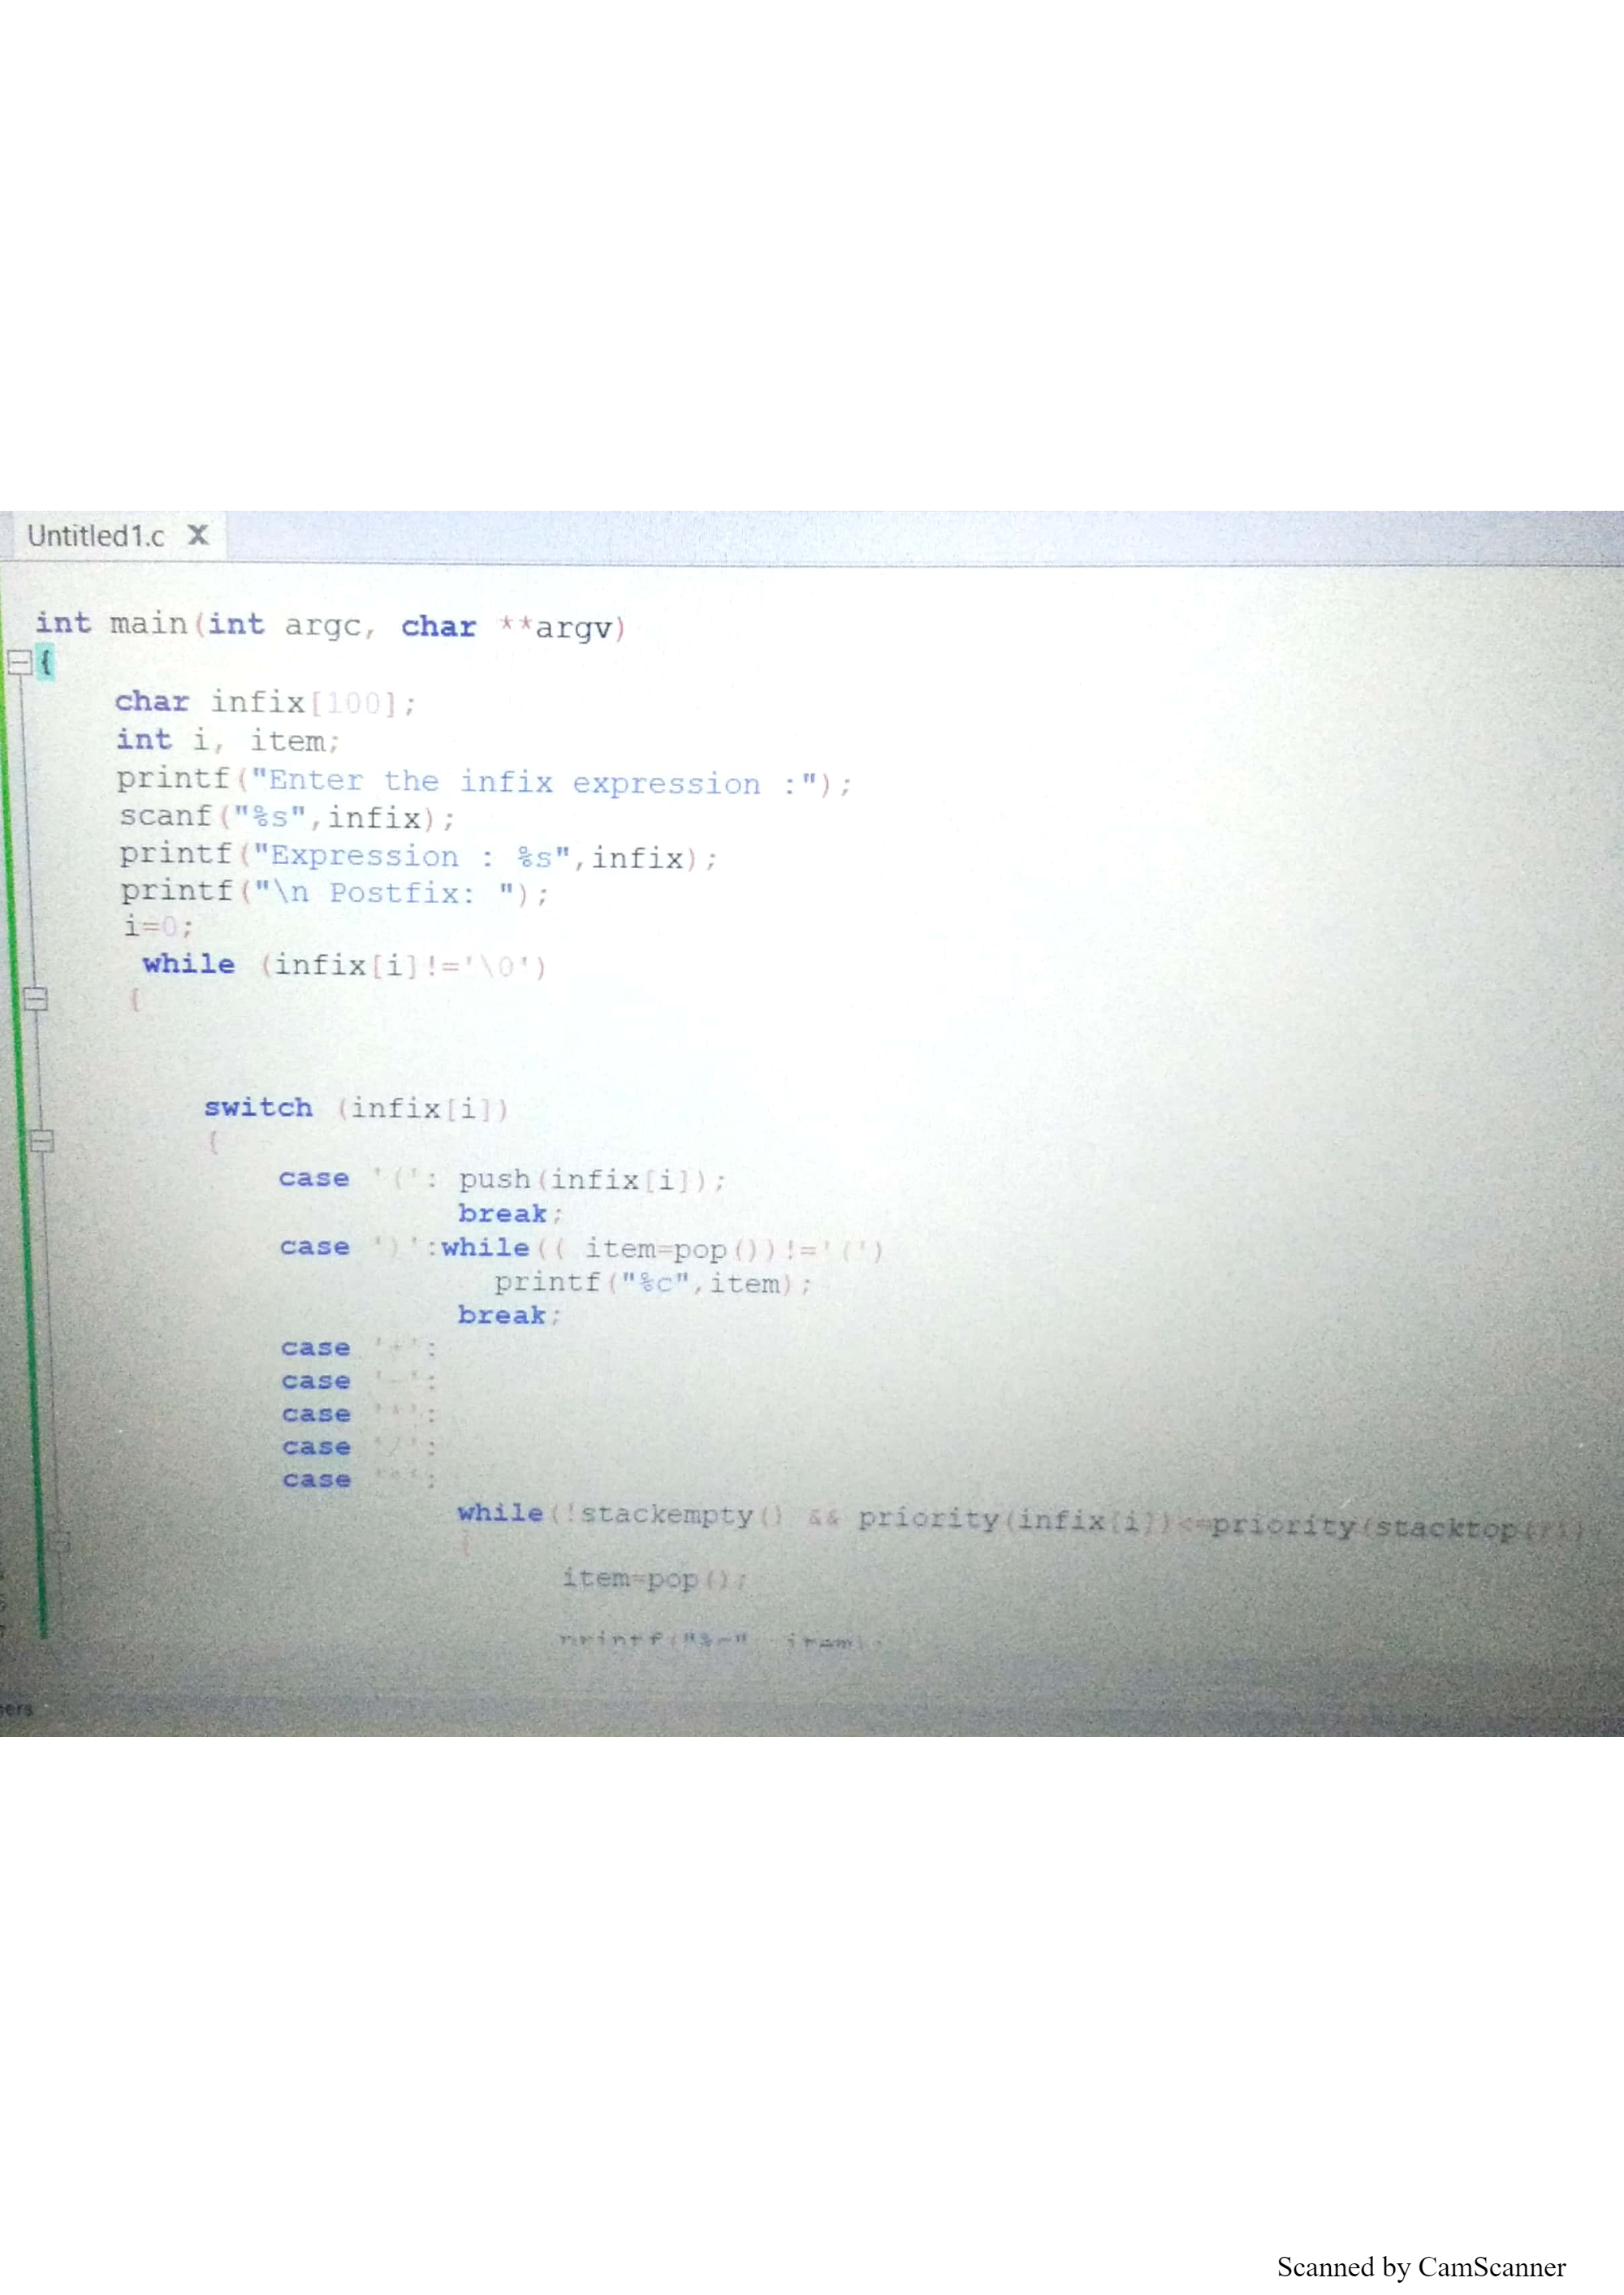 Untitled1.c X
int main(int argc, char **argv)
{
char infix[100];
int i, item;
printf("Enter the infix expression :");
scanf("%s",infix);
printf("Expression : %s",infix);
printf("\n Postfix: ");
i=0;
while (infix[i]!='\0')
{
switch (infix[i])
{
case '(': push(infix[i]);
break;
case ')':while(( item=pop())!='(')
printf("%c",item);
break;
case '+':
case '-':
case '*':
case '/':
case '^':
while(!stackempty() && priority(infix[i])<=priority(stacktop())
{
item=pop();
printf("%c", item);
Scanned by CamScanner